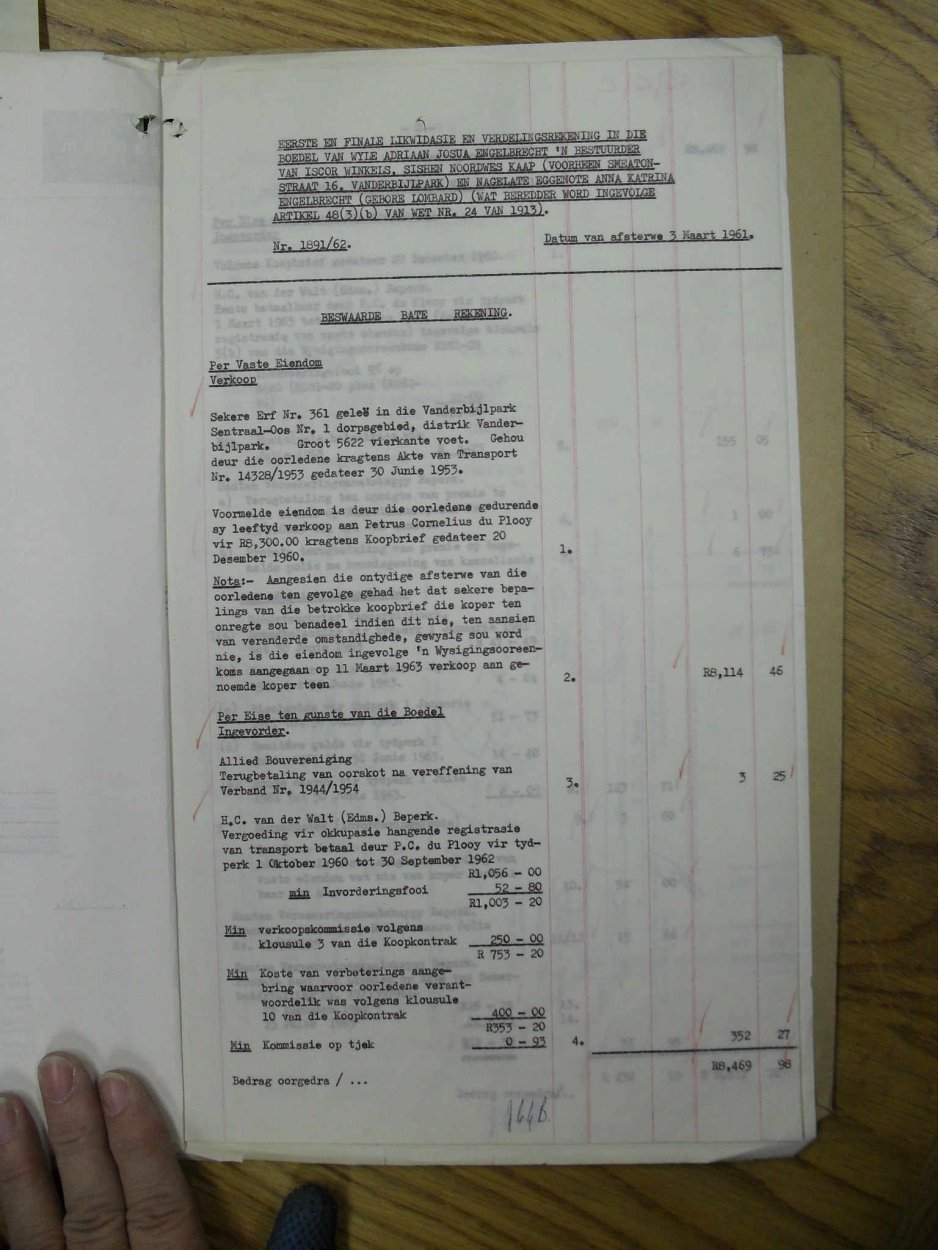 EERSTE EN FINALE LIKWIDASIE EN VERDELINGSREKENING IN DIE
BOEDEL VAN WYLE ADRIAAN JOSUA ENGELBRECHT 'N BESTUURDER
VAN ISCOR WINKELS, SISHEN NOORDWES KAAP (VOORHEEN SMEATON-
STRAAT 16, VANDERBIJLPARK) EN NAGELATE EGGENOTE ANNA KATRINA
ENGELBRECHT (GEBORE LOMBARD) (WAT BEREDDER WORD INGEVOLGE
ARTIKEL 48(3)(b) VAN WET NR. 24 VAN 1913).
Nr. 1891/62. Datum van afsterwe 3 Maart 1961.
BESWAARDE BATE REKENING.
Per Vaste Eiendom
Verkoop
Sekere Erf Nr. 361 geleë in die Vanderbijlpark
Sentraal-Oos Nr. 1 dorpsgebied, distrik Vander-
bijlpark. Groot 5622 vierkante voet. Gehou
deur die oorledene kragtens Akte van Transport
Nr. 14328/1953 gedateer 30 Junie 1953.
Voormelde eiendom is deur die oorledene gedurende
sy leeftyd verkoop aan Petrus Cornelius du Plooy
vir R8,300.00 kragtens Koopbrief gedateer 20
Desember 1960. 1.
Nota:- Aangesien die ontydige afsterwe van die
oorledene ten gevolge gehad het dat sekere bepa-
lings van die betrokke koopbrief die koper ten
onregte sou benadeel indien dit nie, ten aansien
van veranderde omstandighede, gewysig sou word
nie, is die eiendom ingevolge 'n Wysigingsooreen-
koms aangegaan op 11 Maart 1963 verkoop aan ge-
noemde koper teen 2. R8,114 46
Per Eise ten gunste van die Boedel
Ingevorder.
Allied Bouvereniging
Terugbetaling van oorskot na vereffening van
Verband Nr. 1944/1954 3. 3 25
H.C. van der Walt (Edms.) Beperk.
Vergoeding vir okkupasie hangende registrasie
van transport betaal deur P.C. du Plooy vir tyd-
perk 1 Oktober 1960 tot 30 September 1962
R1,056 - 00
min Invorderingsfooi 52 - 80
R1,003 - 20
Min verkoopskommissie volgens
klousule 3 van die Koopkontrak 250 - 00
R 753 - 20
Min Koste van verbeterings aange-
bring waarvoor oorledene verant-
woordelik was volgens klousule
10 van die Koopkontrak 400 - 00
R353 - 20
Min Kommissie op tjek 0 - 93 4. 352 27
R8,469 98
Bedrag oorgedra / ...